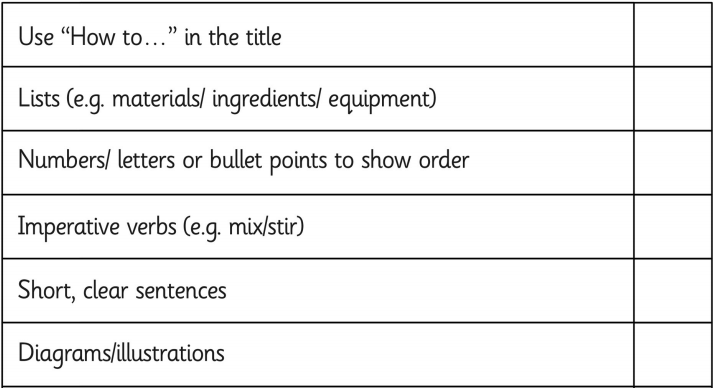 Use “How to…” in the title
Lists (e.g. materials/ ingredients/ equipment)
Numbers/ letters or bullet points to show order
Imperative verbs (e.g. mix/stir)
Short, clear sentences
Diagrams/illustrations